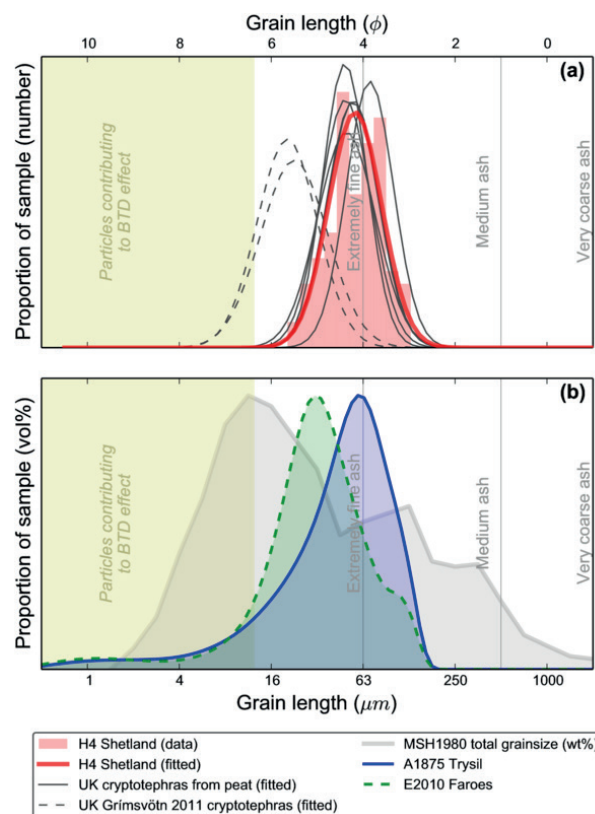 Grain length (ϕ)
10 8 6 4 2 0
(a)
Proportion of sample (number)
Particles contributing
to BTD effect
Extremely fine ash
Medium ash
Very coarse ash
(b)
Proportion of sample (vol%)
Particles contributing
to BTD effect
Extremely fine ash
Medium ash
Very coarse ash
1 4 16 63 250 1000
Grain length (μm)
H4 Shetland (data)
H4 Shetland (fitted)
UK cryptotephras from peat (fitted)
UK Grímsvötn 2011 cryptotephras (fitted)
MSH1980 total grainsize (wt%)
A1875 Trysil
E2010 Faroes